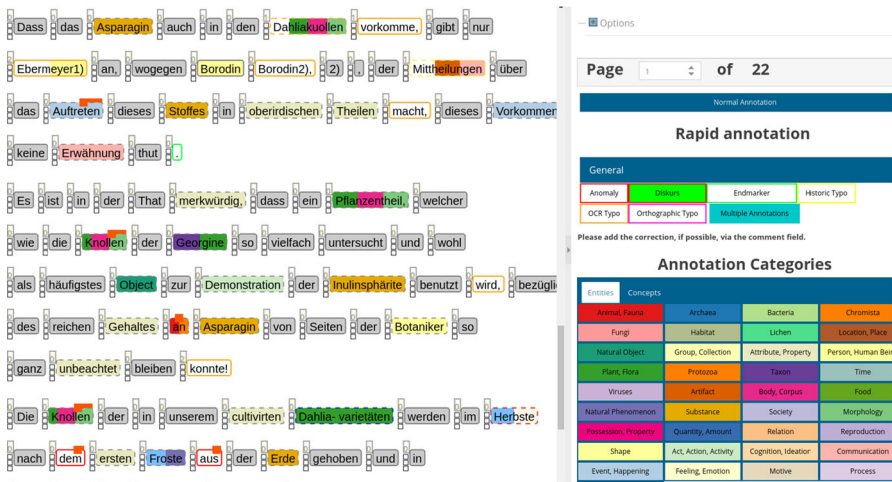 Dass das Asparagin auch in den Dahliakuollen vorkomme, gibt nur
Ebermeyer1) an, wogegen Borodin Borodin2), 2) , der Mittheilungen über
das Auftreten dieses Stoffes in oberirdischen Theilen macht, dieses Vorkommen
keine Erwähnung thut .
Es ist in der That merkwürdig, dass ein Pflanzentheil, welcher
wie die Knollen der Georgine so vielfach untersucht und wohl
als häufigstes Object zur Demonstration der Inulinsphärite benutzt wird, bezüglic
des reichen Gehaltes an Asparagin von Seiten der Botaniker so
ganz unbeachtet bleiben konnte!
Die Knollen der in unserem cultivirten Dahlia- varietäten werden im Herbste
nach dem ersten Froste aus der Erde gehoben und in
Options
Page 1 of 22
Normal Annotation
Rapid annotation
General
Anomaly Diskurs Endmarker Historic Typo
OCR Typo Orthographic Typo Multiple Annotations
Please add the correction, if possible, via the comment field.
Annotation Categories
Entities Concepts
Animal, Fauna Archaea Bacteria Chromista
Fungi Habitat Lichen Location, Place
Natural Object Group, Collection Attribute, Property Person, Human Bein
Plant, Flora Protozoa Taxon Time
Viruses Artifact Body, Corpus Food
Natural Phenomenon Substance Society Morphology
Possession, Property Quantity, Amount Relation Reproduction
Shape Act, Action, Activity Cognition, Ideation Communication
Event, Happening Feeling, Emotion Motive Process